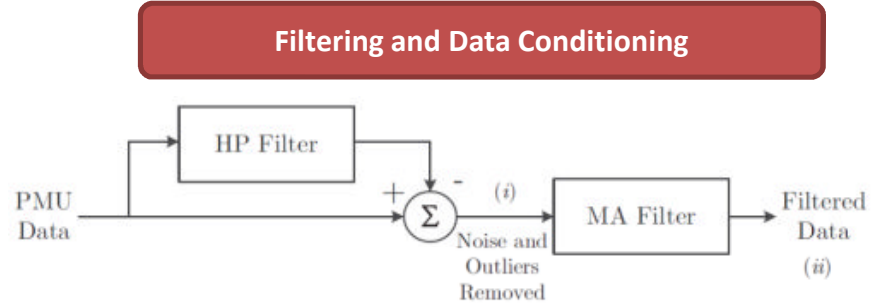 Filtering and Data Conditioning
HP Filter
PMU
Data
+
-
Σ
(i)
Noise and
Outliers
Removed
MA Filter
Filtered
Data
(ii)